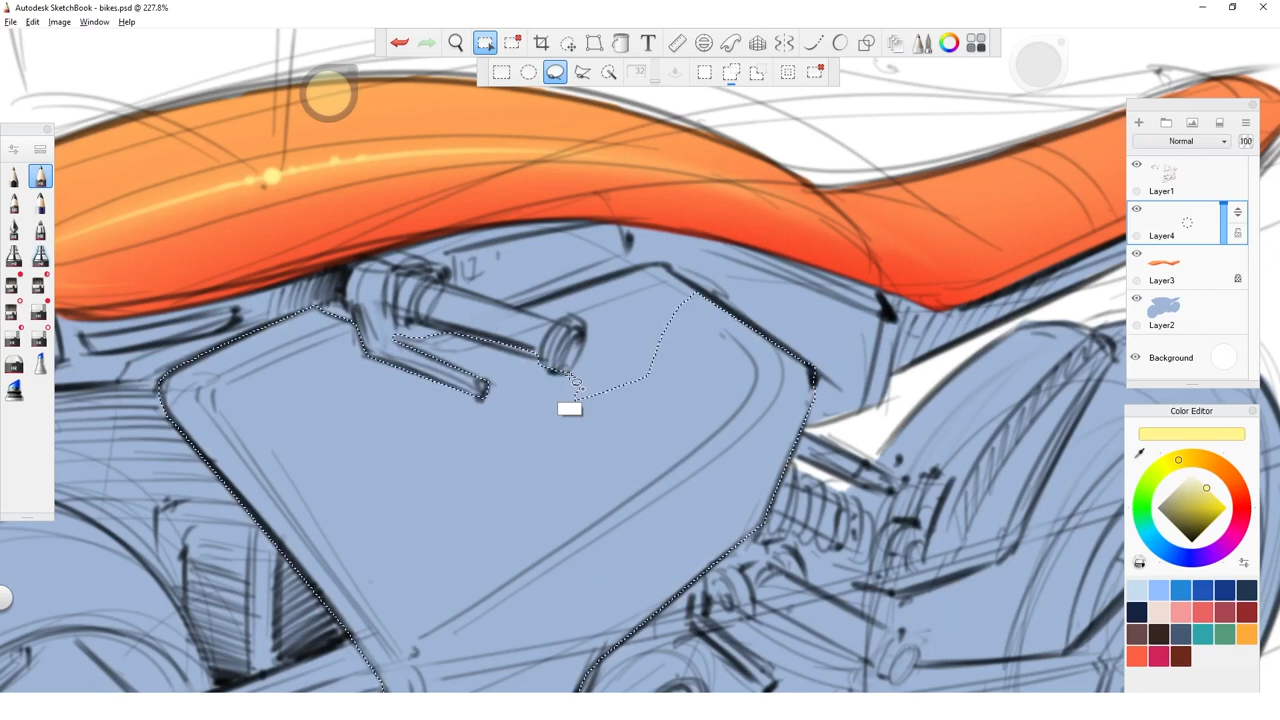 Autodesk SketchBook - bikes.psd @ 227.8%
File Edit Image Window Help
T
32
Normal 100
Layer1
Layer4
Layer3
Layer2
Background
Color Editor